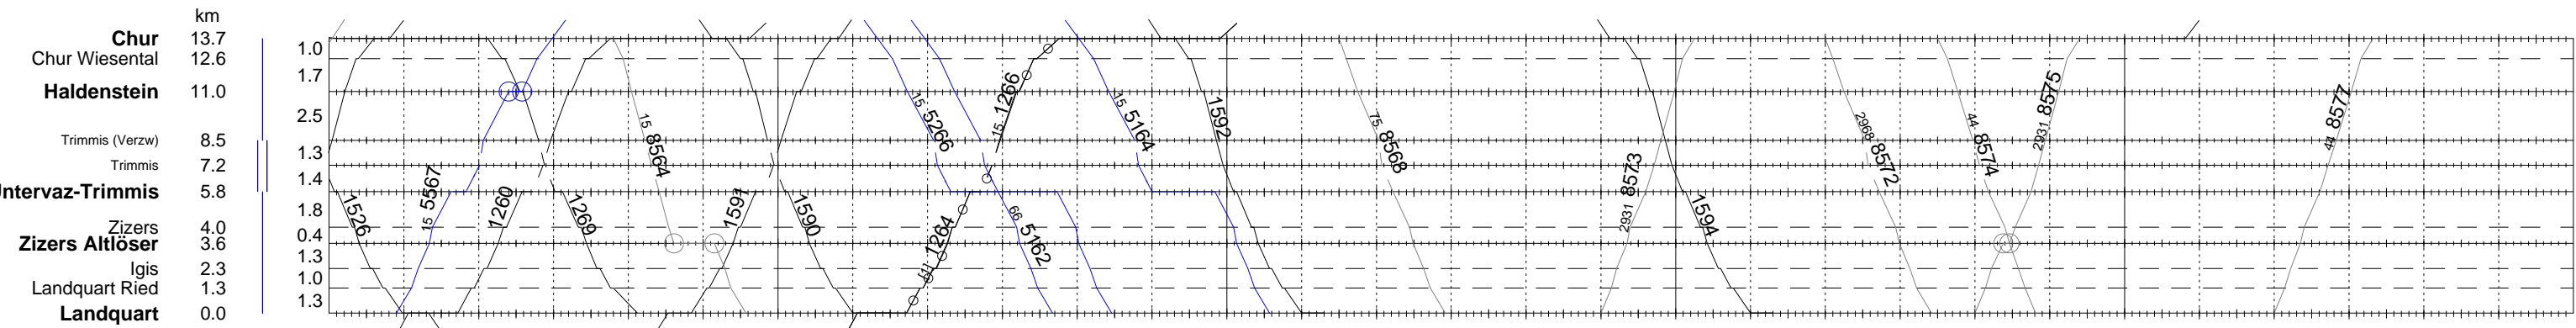 km
Chur 13.7
1.0
Chur Wiesental 12.6
1.7
Haldenstein 11.0
2.5
Trimmis (Verzw) 8.5
1.3
Trimmis 7.2
1.4
Untervaz-Trimmis 5.8
1.8
Zizers 4.0
0.4
Zizers Altlöser 3.6
1.3
Igis 2.3
1.0
Landquart Ried 1.3
1.3
Landquart 0.0
1526
15 5567
1260
1269
15 8564
1591
1590
15 5266
[1] 1264
15 1266
66 5162
15 5164
1592
75 8568
2931 8573
1594
2968 8572
44 8574
2931 8575
44 8577